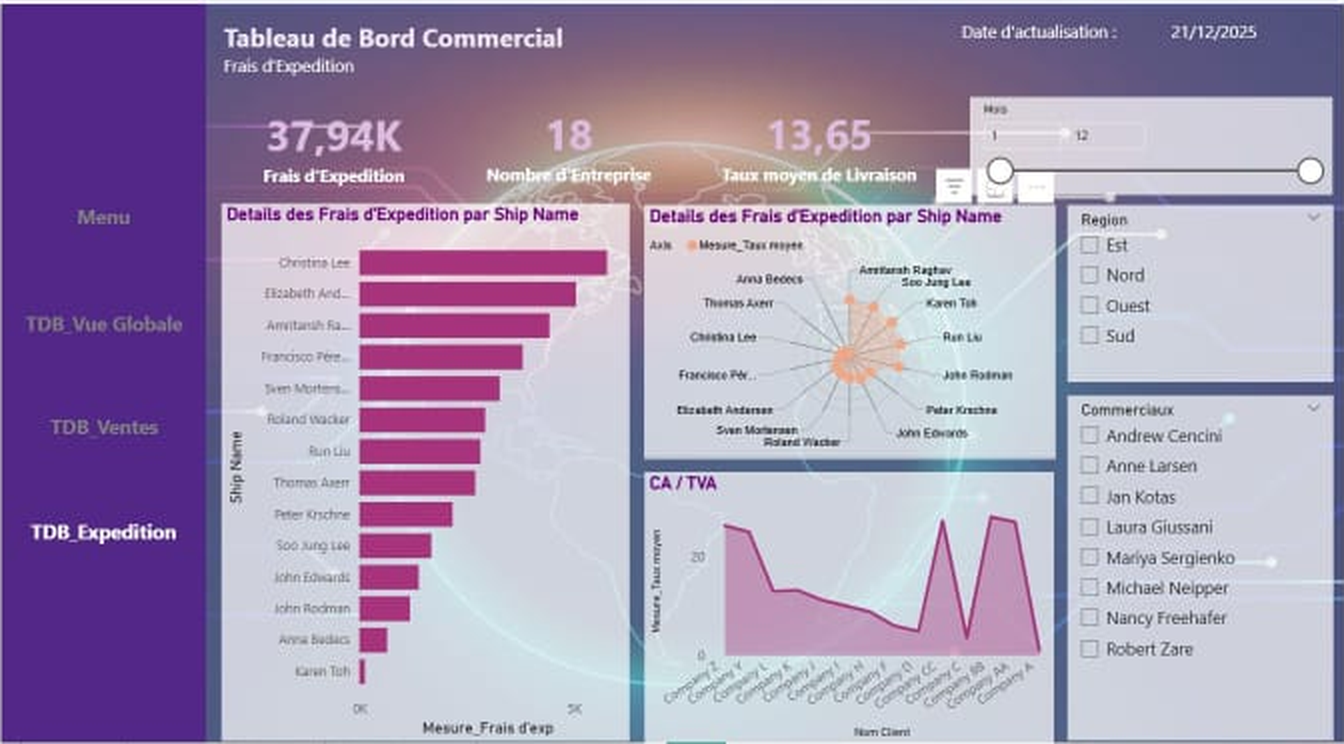 Tableau de Bord Commercial
Frais d'Expedition
Date d'actualisation : 21/12/2025
37,94K
Frais d'Expedition
18
Nombre d'Entreprise
13,65
Taux moyen de Livraison
Mois
1 12
Menu
TDB_Vue Globale
TDB_Ventes
TDB_Expedition
Details des Frais d'Expedition par Ship Name
Ship Name
Christina Lee
Elizabeth And...
Amritansh Ra...
Francisco Pére...
Sven Mortens...
Roland Wacker
Run Liu
Thomas Axerr
Peter Krschne
Soo Jung Lee
John Edwards
John Rodman
Anna Bedecs
Karen Toh
0K 5K
Mesure_Frais d'exp
Details des Frais d'Expedition par Ship Name
Axis Mesure_Taux moyen
Amritansh Raghav
Soo Jung Lee
Karen Toh
Run Liu
John Rodman
Peter Krschne
John Edwards
Roland Wacker
Sven Mortensen
Elizabeth Andersen
Francisco Pér...
Christina Lee
Thomas Axerr
Anna Bedecs
CA / TVA
Mesure_Taux moyen
20
0
Company Z
Company Y
Company L
Company K
Company J
Company I
Company H
Company F
Company D
Company CC
Company C
Company BB
Company AA
Company A
Nom Client
Region
Est
Nord
Ouest
Sud
Commerciaux
Andrew Cencini
Anne Larsen
Jan Kotas
Laura Giussani
Mariya Sergienko
Michael Neipper
Nancy Freehafer
Robert Zare